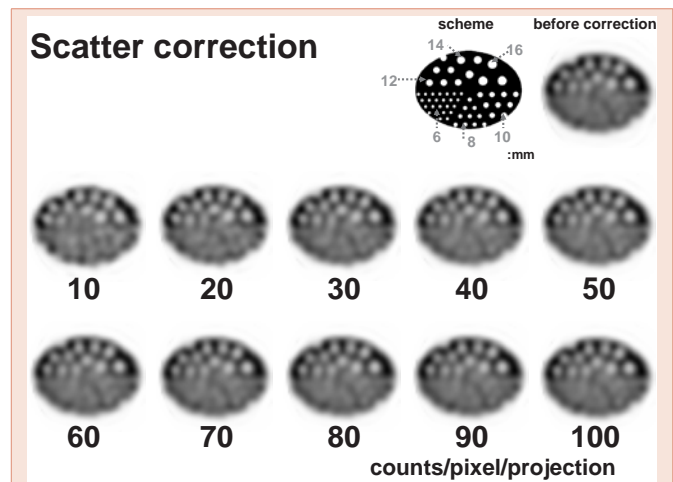 Scatter correction
scheme
before correction
14
16
12
6
8
10
:mm
10 20 30 40 50
60 70 80 90 100
counts/pixel/projection